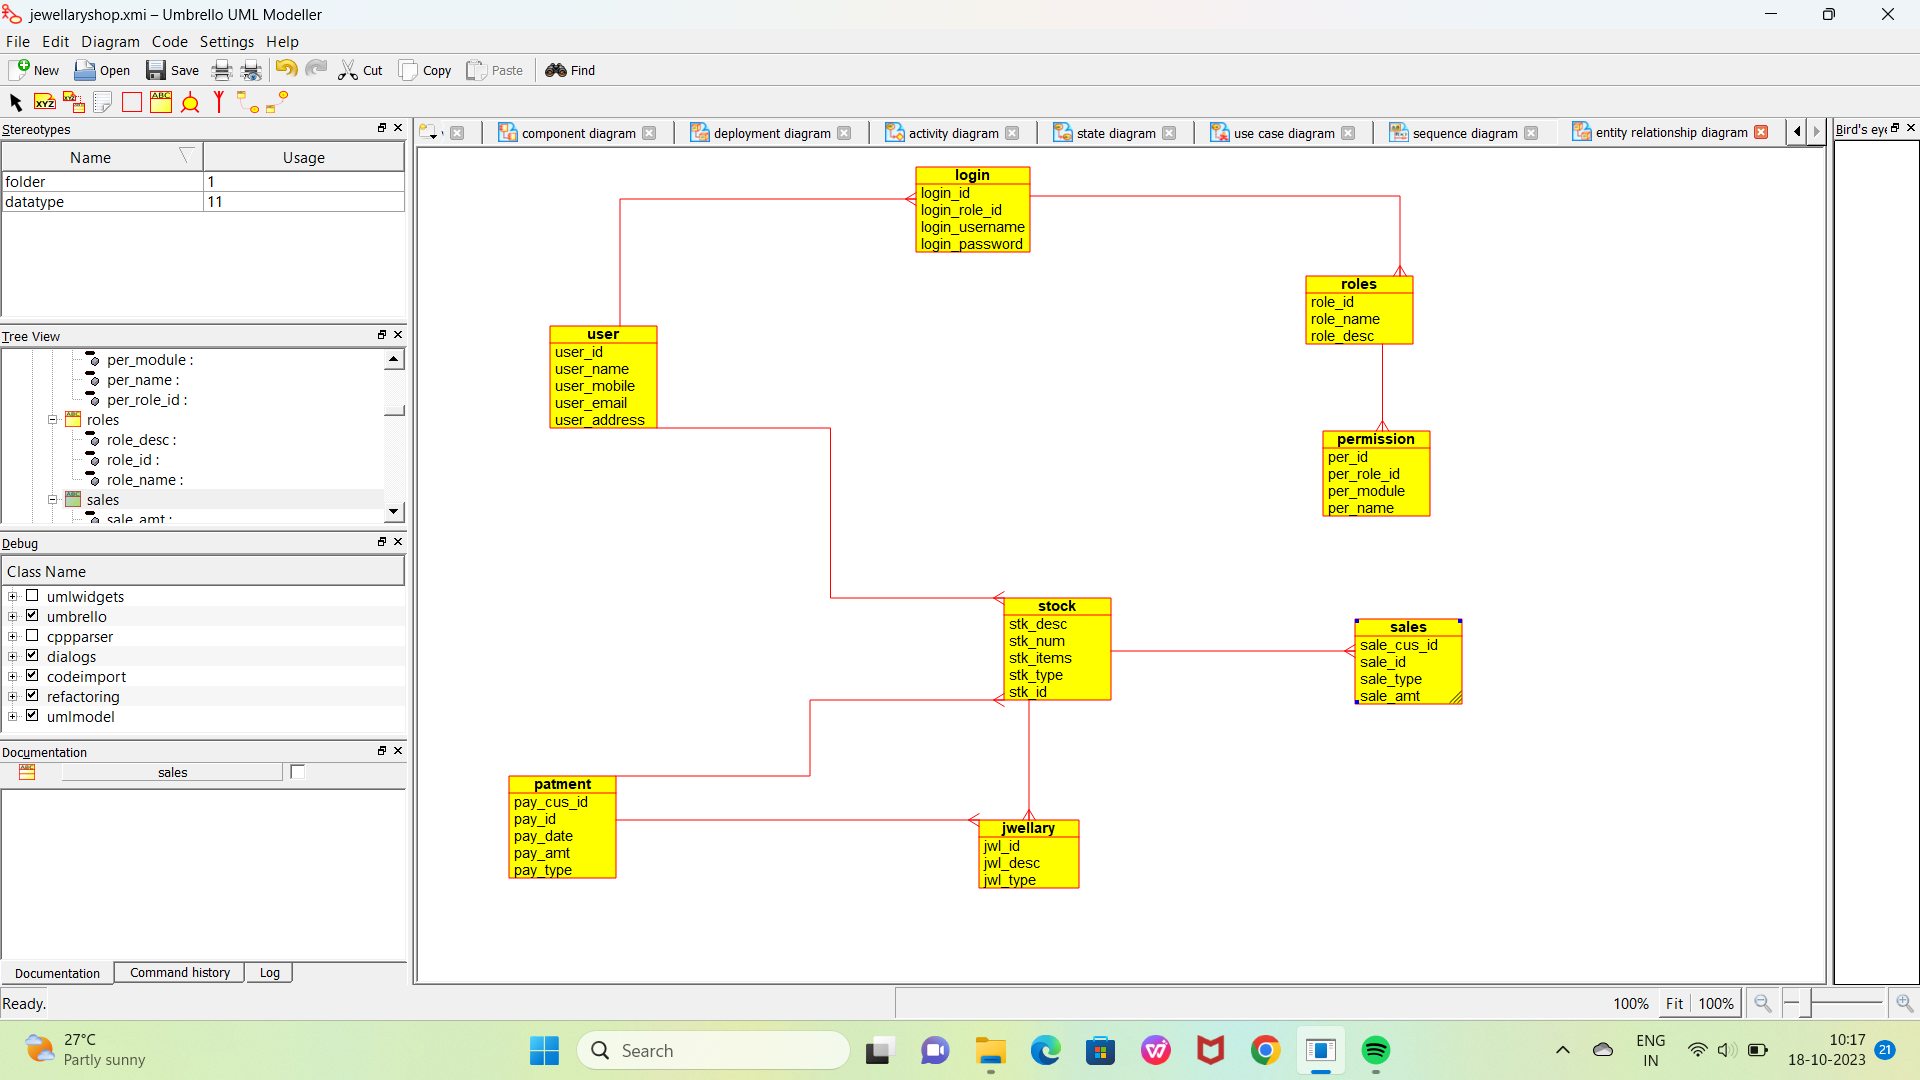 jewellaryshop.xmi – Umbrello UML Modeller
File Edit Diagram Code Settings Help
New Open Save Cut Copy Paste Find
XYZ XYZ ABC
Stereotypes
Name Usage
folder 1
datatype 11
Tree View
per_module :
per_name :
per_role_id :
roles
role_desc :
role_id :
role_name :
sales
sale_amt :
Debug
Class Name
umlwidgets
umbrello
cppparser
dialogs
codeimport
refactoring
umlmodel
Documentation
sales
Documentation Command history Log
Ready.
component diagram deployment diagram activity diagram state diagram use case diagram sequence diagram entity relationship diagram
Bird's eye
login
login_id
login_role_id
login_username
login_password
roles
role_id
role_name
role_desc
user
user_id
user_name
user_mobile
user_email
user_address
permission
per_id
per_role_id
per_module
per_name
stock
stk_desc
stk_num
stk_items
stk_type
stk_id
sales
sale_cus_id
sale_id
sale_type
sale_amt
patment
pay_cus_id
pay_id
pay_date
pay_amt
pay_type
jwellary
jwl_id
jwl_desc
jwl_type
100% Fit 100%
27°C
Partly sunny
Search
ENG
IN
10:17
18-10-2023
21